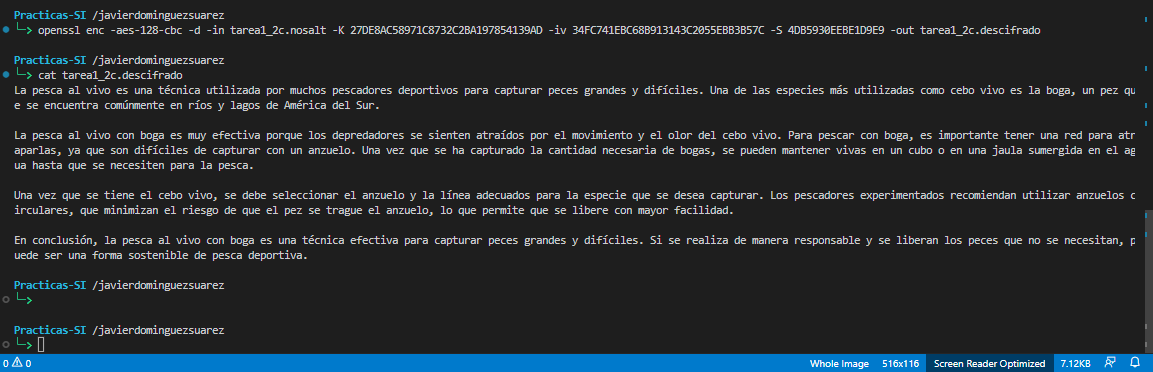 Practicas-SI /javierdominguezsuarez
└─> openssl enc -aes-128-cbc -d -in tarea1_2c.nosalt -K 27DE8AC58971C8732C2BA197854139AD -iv 34FC741EBC68B913143C2055EBB3B57C -S 4DB5930EEBE1D9E9 -out tarea1_2c.descifrado
Practicas-SI /javierdominguezsuarez
└─> cat tarea1_2c.descifrado
La pesca al vivo es una técnica utilizada por muchos pescadores deportivos para capturar peces grandes y difíciles. Una de las especies más utilizadas como cebo vivo es la boga, un pez qu
e se encuentra comúnmente en ríos y lagos de América del Sur.
La pesca al vivo con boga es muy efectiva porque los depredadores se sienten atraídos por el movimiento y el olor del cebo vivo. Para pescar con boga, es importante tener una red para atr
aparlas, ya que son difíciles de capturar con un anzuelo. Una vez que se ha capturado la cantidad necesaria de bogas, se pueden mantener vivas en un cubo o en una jaula sumergida en el ag
ua hasta que se necesiten para la pesca.
Una vez que se tiene el cebo vivo, se debe seleccionar el anzuelo y la línea adecuados para la especie que se desea capturar. Los pescadores experimentados recomiendan utilizar anzuelos c
irculares, que minimizan el riesgo de que el pez se trague el anzuelo, lo que permite que se libere con mayor facilidad.
En conclusión, la pesca al vivo con boga es una técnica efectiva para capturar peces grandes y difíciles. Si se realiza de manera responsable y se liberan los peces que no se necesitan, p
uede ser una forma sostenible de pesca deportiva.
Practicas-SI /javierdominguezsuarez
└─>
Practicas-SI /javierdominguezsuarez
└─>
0 0 Whole Image 516x116 Screen Reader Optimized 7.12KB